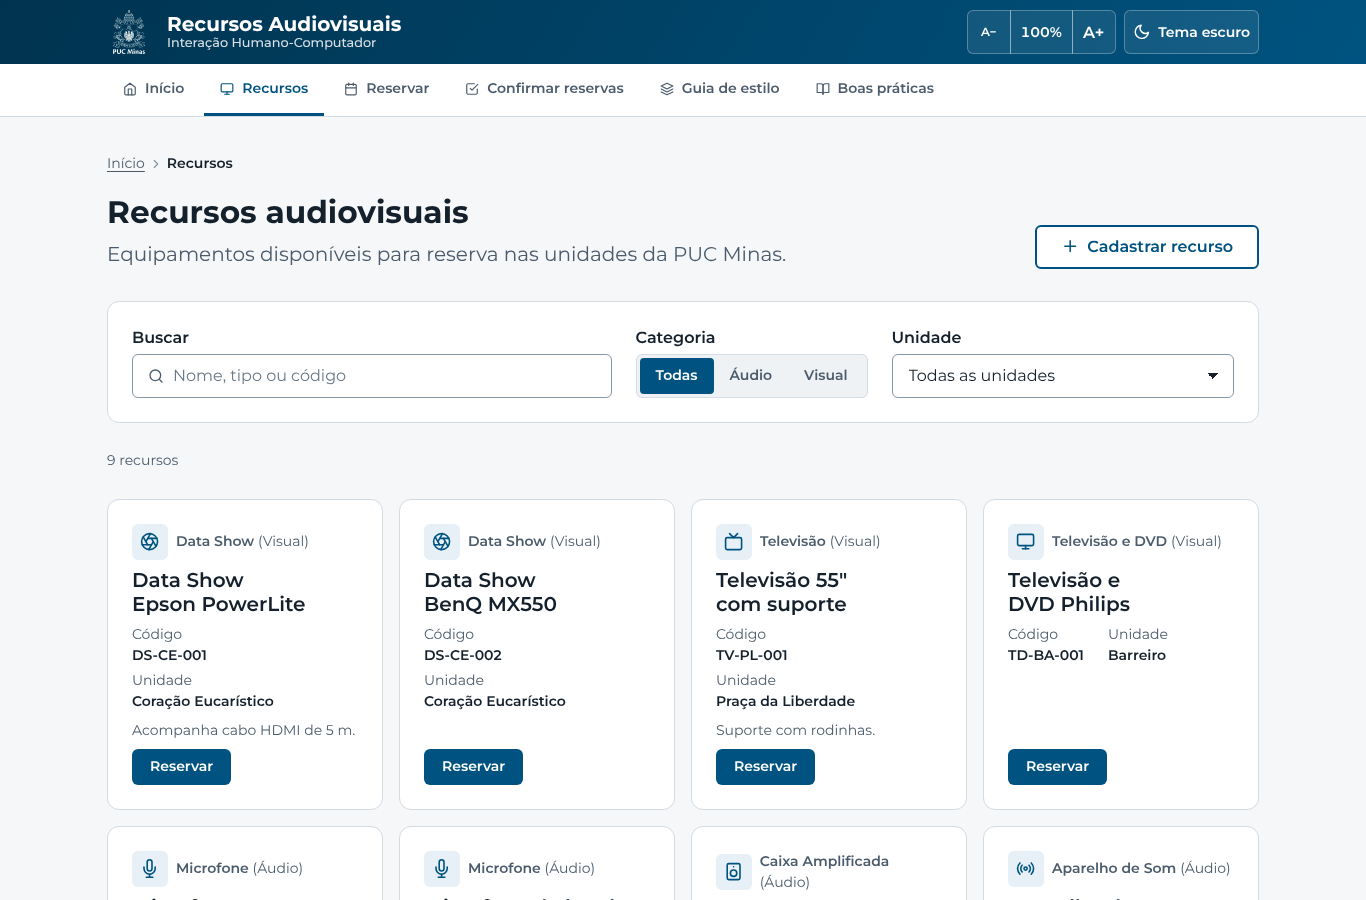 PUC Minas
Recursos Audiovisuais
Interação Humano-Computador
A−
100%
A+
Tema escuro
Início
Recursos
Reservar
Confirmar reservas
Guia de estilo
Boas práticas
Início
Recursos
Recursos audiovisuais
Equipamentos disponíveis para reserva nas unidades da PUC Minas.
Cadastrar recurso
Buscar
Nome, tipo ou código
Categoria
Todas
Áudio
Visual
Unidade
Todas as unidades
9 recursos
Data Show (Visual)
Data Show
Epson PowerLite
Código
DS-CE-001
Unidade
Coração Eucarístico
Acompanha cabo HDMI de 5 m.
Reservar
Data Show (Visual)
Data Show
BenQ MX550
Código
DS-CE-002
Unidade
Coração Eucarístico
Reservar
Televisão (Visual)
Televisão 55"
com suporte
Código
TV-PL-001
Unidade
Praça da Liberdade
Suporte com rodinhas.
Reservar
Televisão e DVD (Visual)
Televisão e
DVD Philips
Código
TD-BA-001
Unidade
Barreiro
Reservar
Microfone (Áudio)
Microfone (Áudio)
Caixa Amplificada
(Áudio)
Aparelho de Som (Áudio)